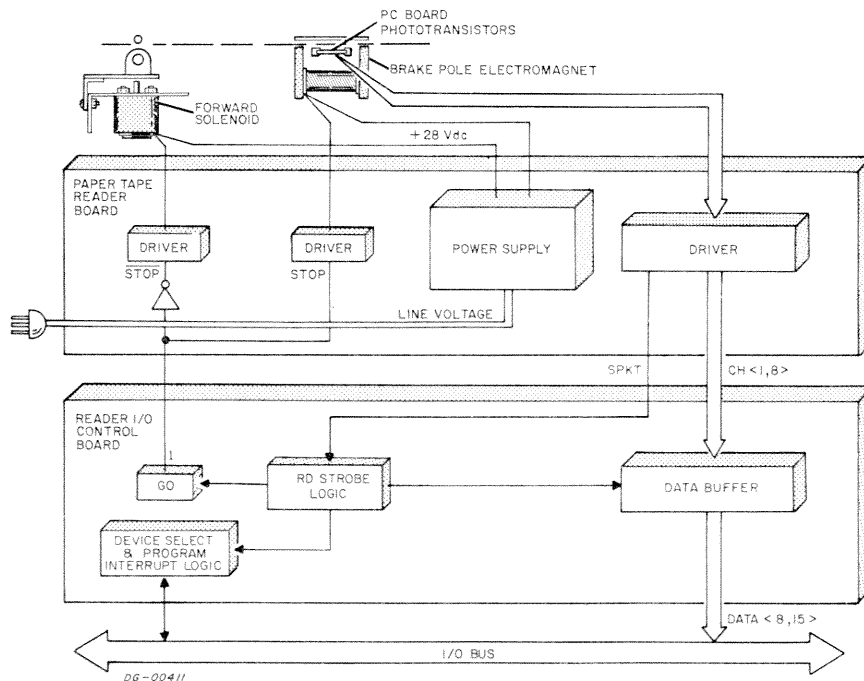 PC BOARD
PHOTOTRANSISTORS
BRAKE POLE ELECTROMAGNET
FORWARD
SOLENOID
+28 Vdc
PAPER TAPE
READER
BOARD
DRIVER
DRIVER
POWER SUPPLY
DRIVER
STOP
STOP
LINE VOLTAGE
SPKT
CH <1,8>
READER I/O
CONTROL
BOARD
1
GO
RD STROBE
LOGIC
DATA BUFFER
DEVICE SELECT
& PROGRAM
INTERRUPT LOGIC
DATA < 8,15>
I/O BUS
DG-00411